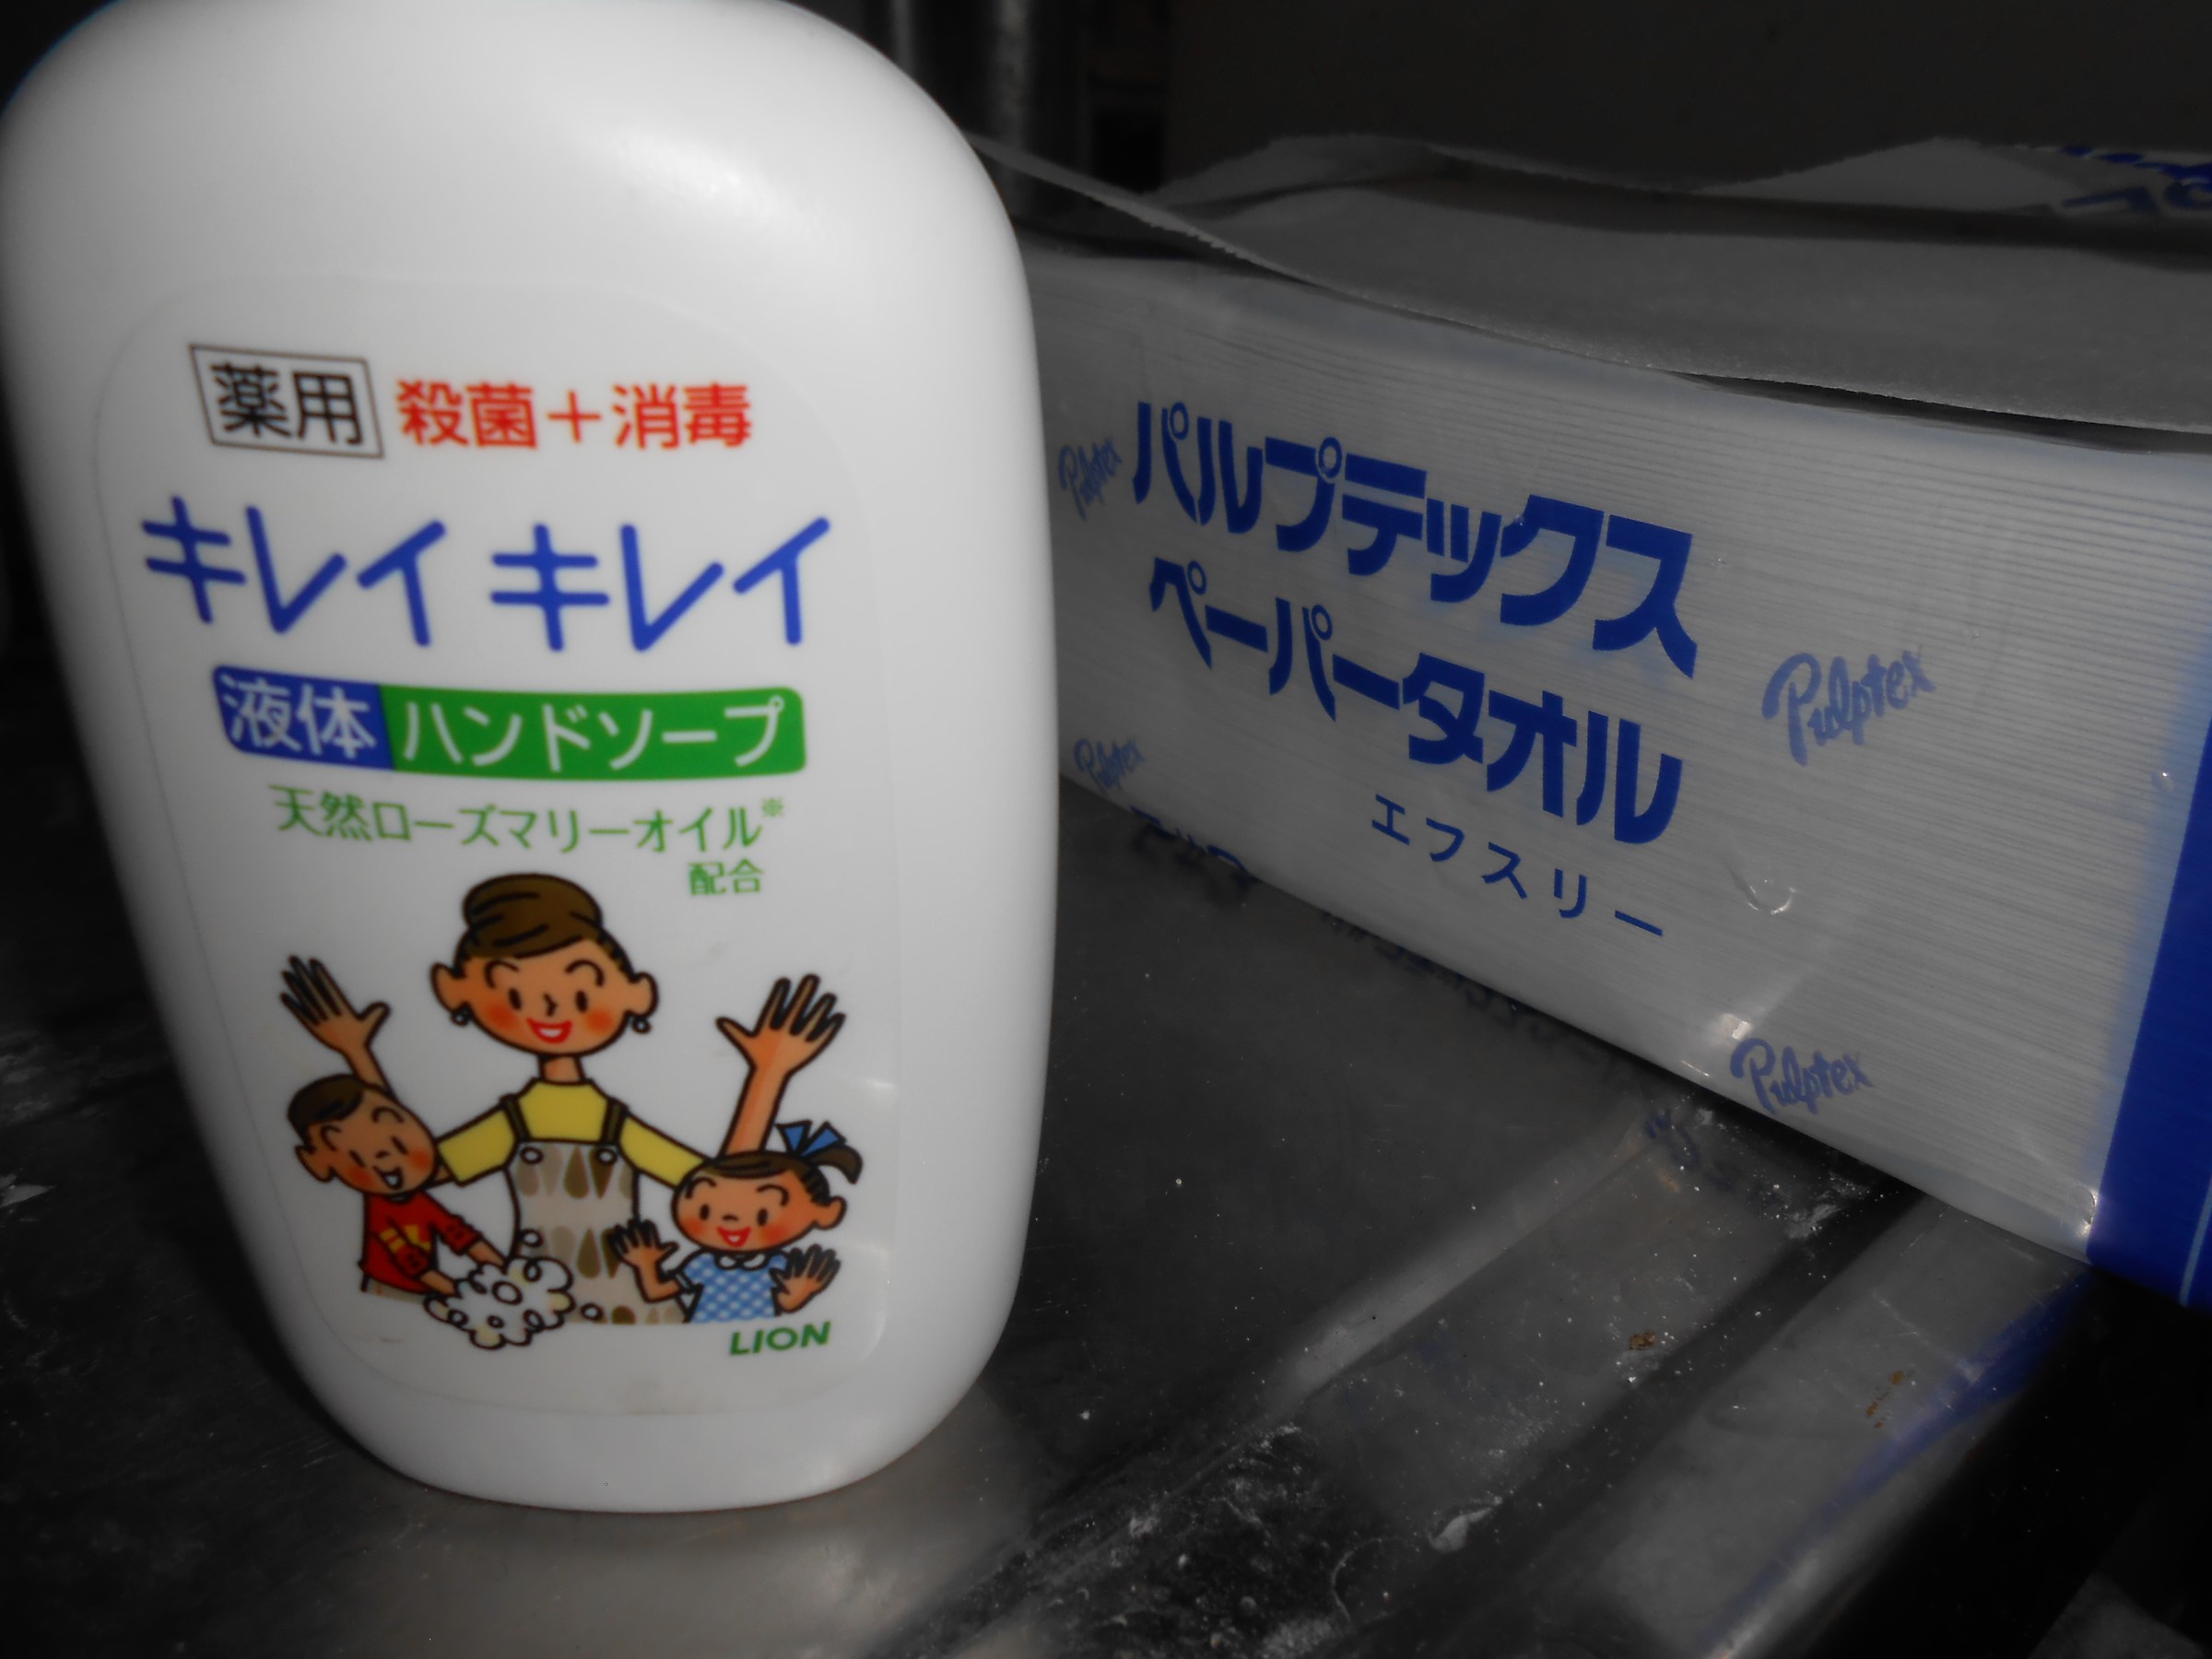 薬用 殺菌+消毒
キレイキレイ
液体ハンドソープ
天然ローズマリーオイル※
配合
LION
パルプテックス
ペーパータオル
エフスリー
Pulptex
Pulptex
Pulptex
Pulptex